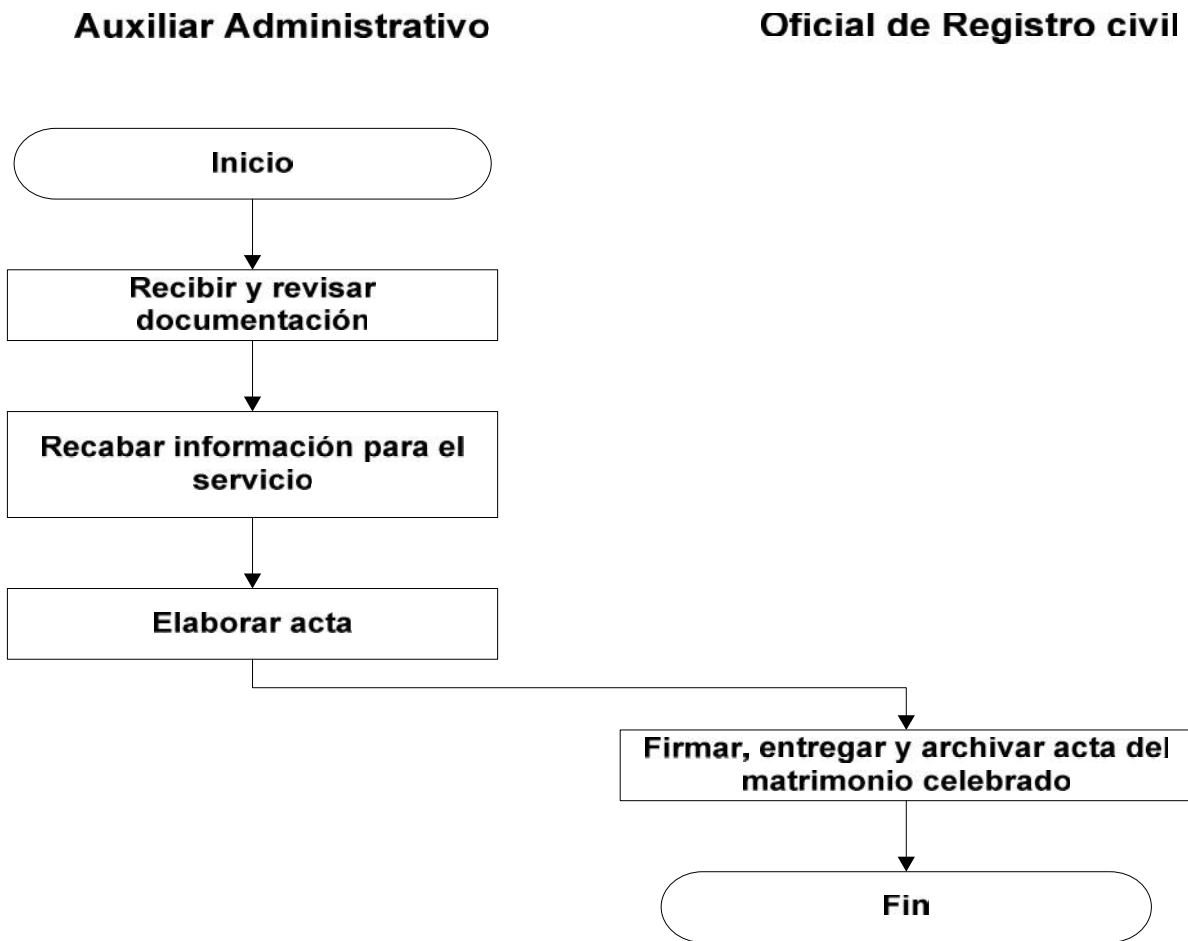 Auxiliar Administrativo
Oficial de Registro civil
Inicio
Recibir y revisar
documentación
Recabar información para el
servicio
Elaborar acta
Firmar, entregar y archivar acta del
matrimonio celebrado
Fin